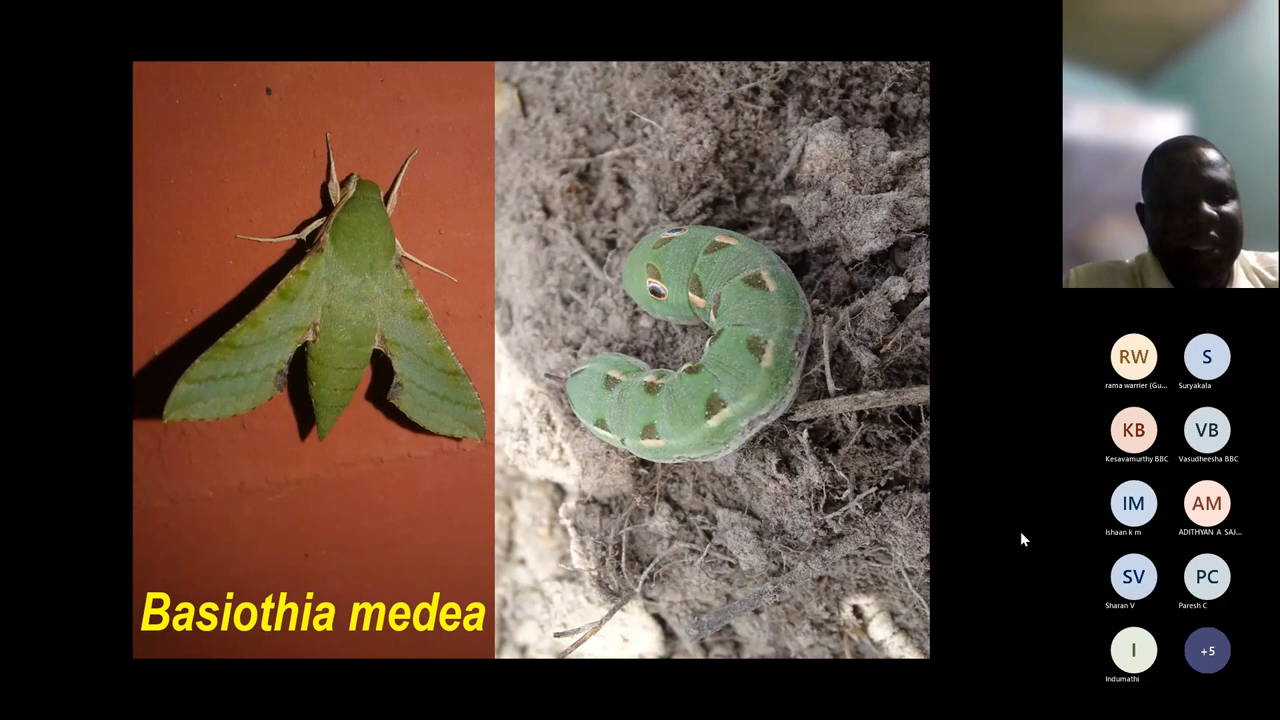 Basiothia medea
RW
S
rama warrier (Gu...
Suryakala
KB
VB
Kesavamurthy BBC
Vasudheesha BBC
IM
AM
Ishaan k m
ADITHYAN A SAJ...
SV
PC
Sharan V
Paresh C
I
+5
Indumathi